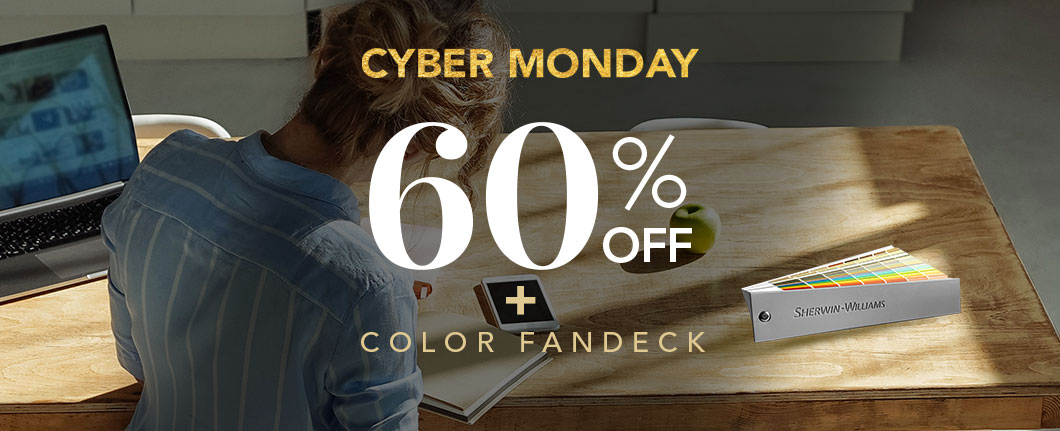 CYBER MONDAY
60% OFF
+
COLOR FANDECK
SHERWIN-WILLIAMS